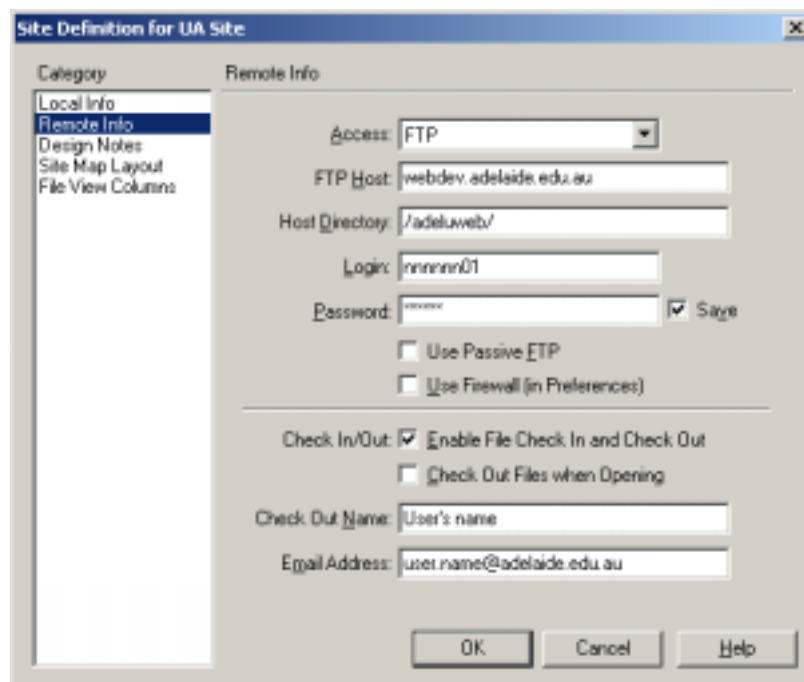 Site Definition for UA Site
Category
Remote Info
Local Info
Remote Info
Design Notes
Site Map Layout
File View Columns
Access: FTP
FTP Host: webdev.adelaide.edu.au
Host Directory: /adeluweb/
Login: nnnnnn01
Password: ****** Save
Use Passive FTP
Use Firewall (in Preferences)
Check In/Out: Enable File Check In and Check Out
Check Out Files when Opening
Check Out Name: User's name
Email Address: user.name@adelaide.edu.au
OK Cancel Help